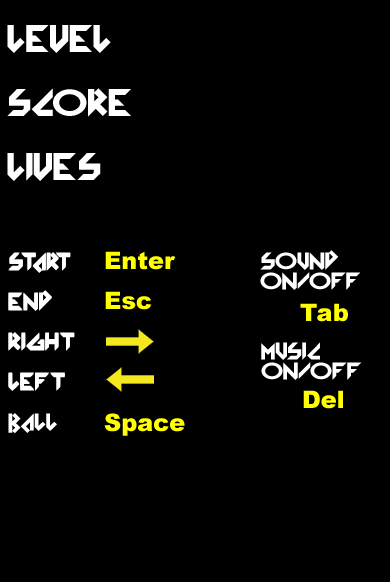 LEVEL
SCORE
LIVES
START Enter
END Esc
RIGHT →
LEFT ←
BALL Space
SOUND
ON/OFF
Tab
MUSIC
ON/OFF
Del